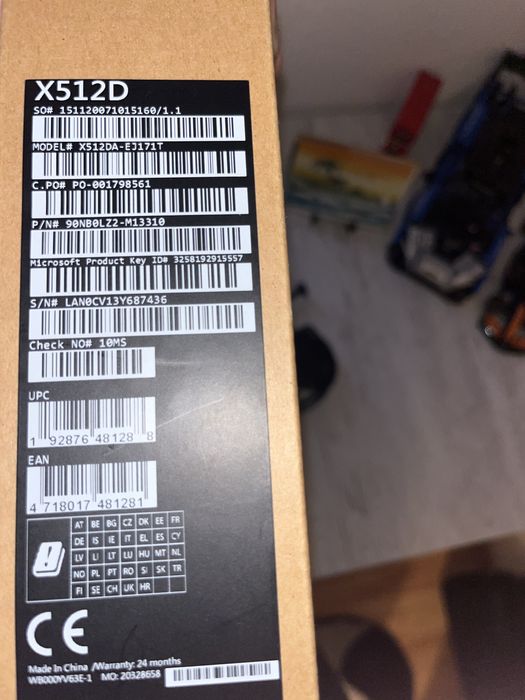 X512D
SO# 151120071015160/1.1
MODEL# X512DA-EJ171T
C.PO# PO-001798561
P/N# 90NB0LZ2-M13310
Microsoft Product Key ID# 3258192915557
S/N# LAN0CV13Y687436
Check NO# 10MS
UPC
1 92876 48128 8
EAN
4 718017 481281
AT BE BG CZ DK EE FR
DE IS IE IT EL ES CY
LV LI LT LU HU MT NL
NO PL PT RO SI SK TR
FI SE CH UK HR
CE
Made In China /Warranty: 24 months
WB000YV63E-1 MO: 20328658